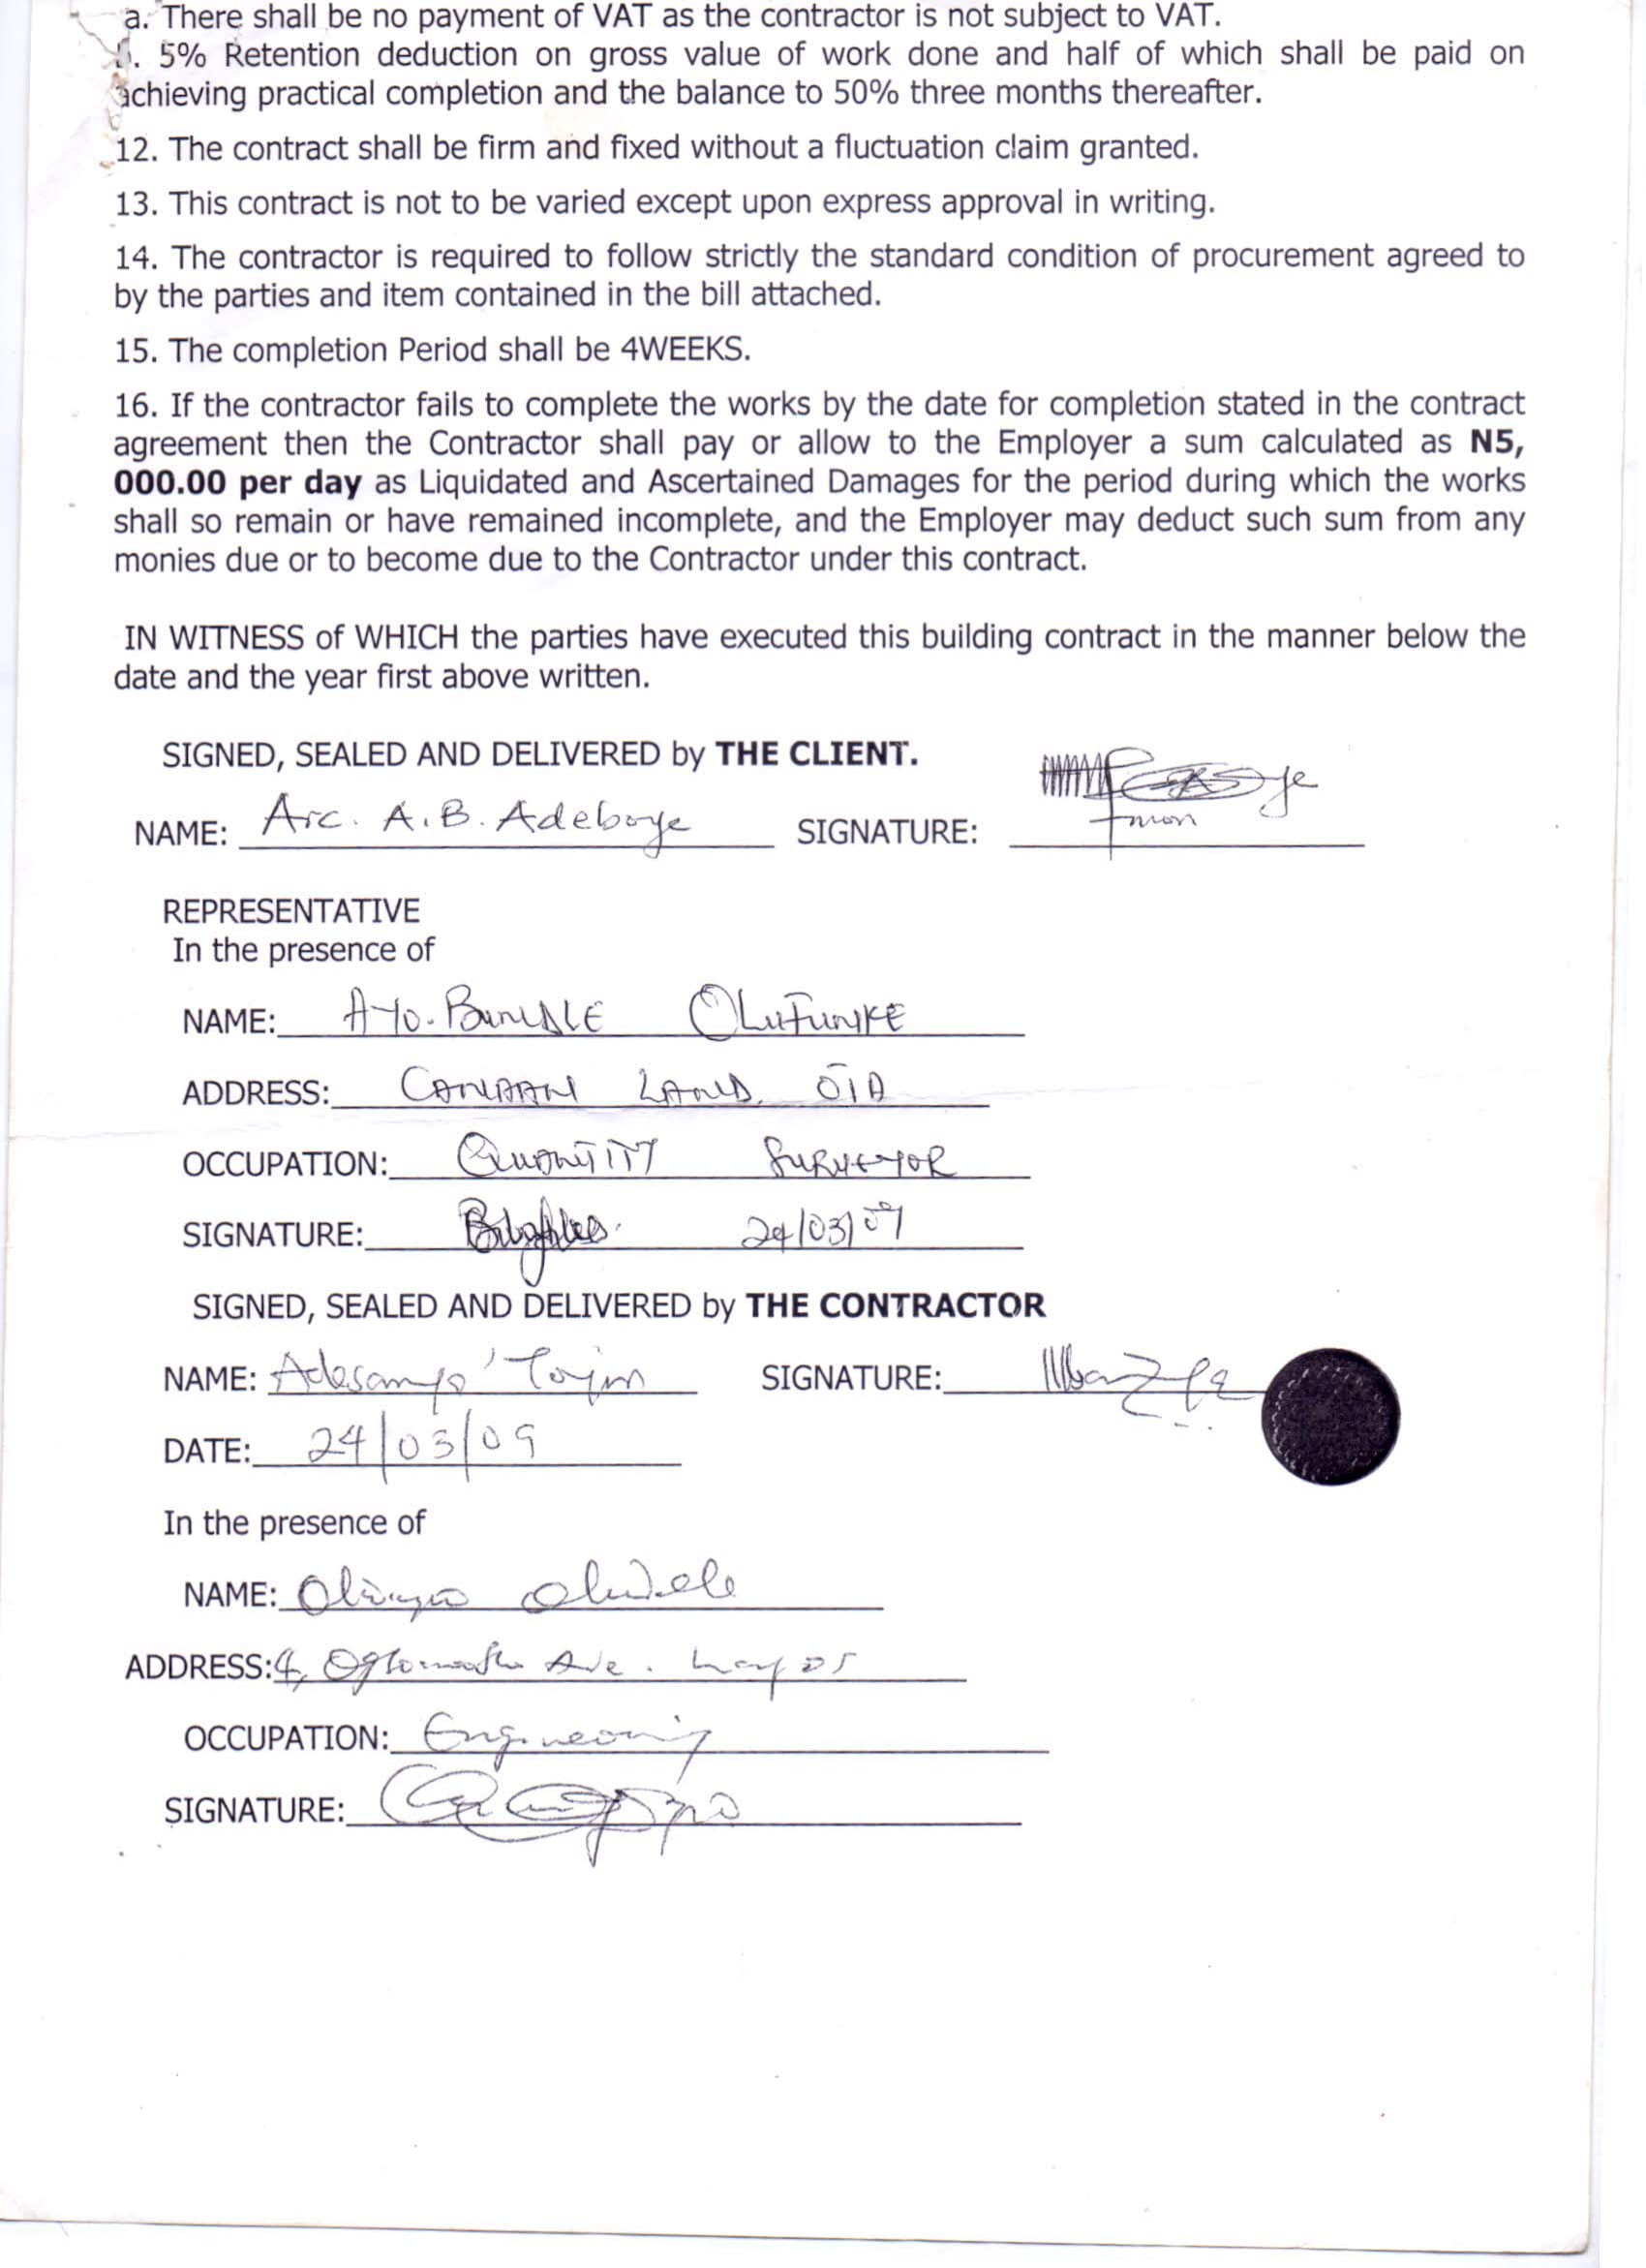 a. There shall be no payment of VAT as the contractor is not subject to VAT.
5% Retention deduction on gross value of work done and half of which shall be paid on
achieving practical completion and the balance to 50% three months thereafter.
12. The contract shall be firm and fixed without a fluctuation claim granted.
13. This contract is not to be varied except upon express approval in writing.
14. The contractor is required to follow strictly the standard condition of procurement agreed to
by the parties and item contained in the bill attached.
15. The completion Period shall be 4WEEKS.
16. If the contractor fails to complete the works by the date for completion stated in the contract
agreement then the Contractor shall pay or allow to the Employer a sum calculated as N5,
000.00 per day as Liquidated and Ascertained Damages for the period during which the works
shall so remain or have remained incomplete, and the Employer may deduct such sum from any
monies due or to become due to the Contractor under this contract.
IN WITNESS of WHICH the parties have executed this building contract in the manner below the
date and the year first above written.
SIGNED, SEALED AND DELIVERED by THE CLIENT.
NAME: Arc. A.B. Adeboye SIGNATURE:
REPRESENTATIVE
In the presence of
NAME: OLUFUNKE
ADDRESS: CANAAN LAND. OTA
OCCUPATION: QUANTITY SURVEYOR
SIGNATURE: 24/03/09
SIGNED, SEALED AND DELIVERED by THE CONTRACTOR
NAME: SIGNATURE:
DATE: 24/03/09
In the presence of
NAME:
ADDRESS: 4, Ave. Lagos
OCCUPATION: Engineering
SIGNATURE: